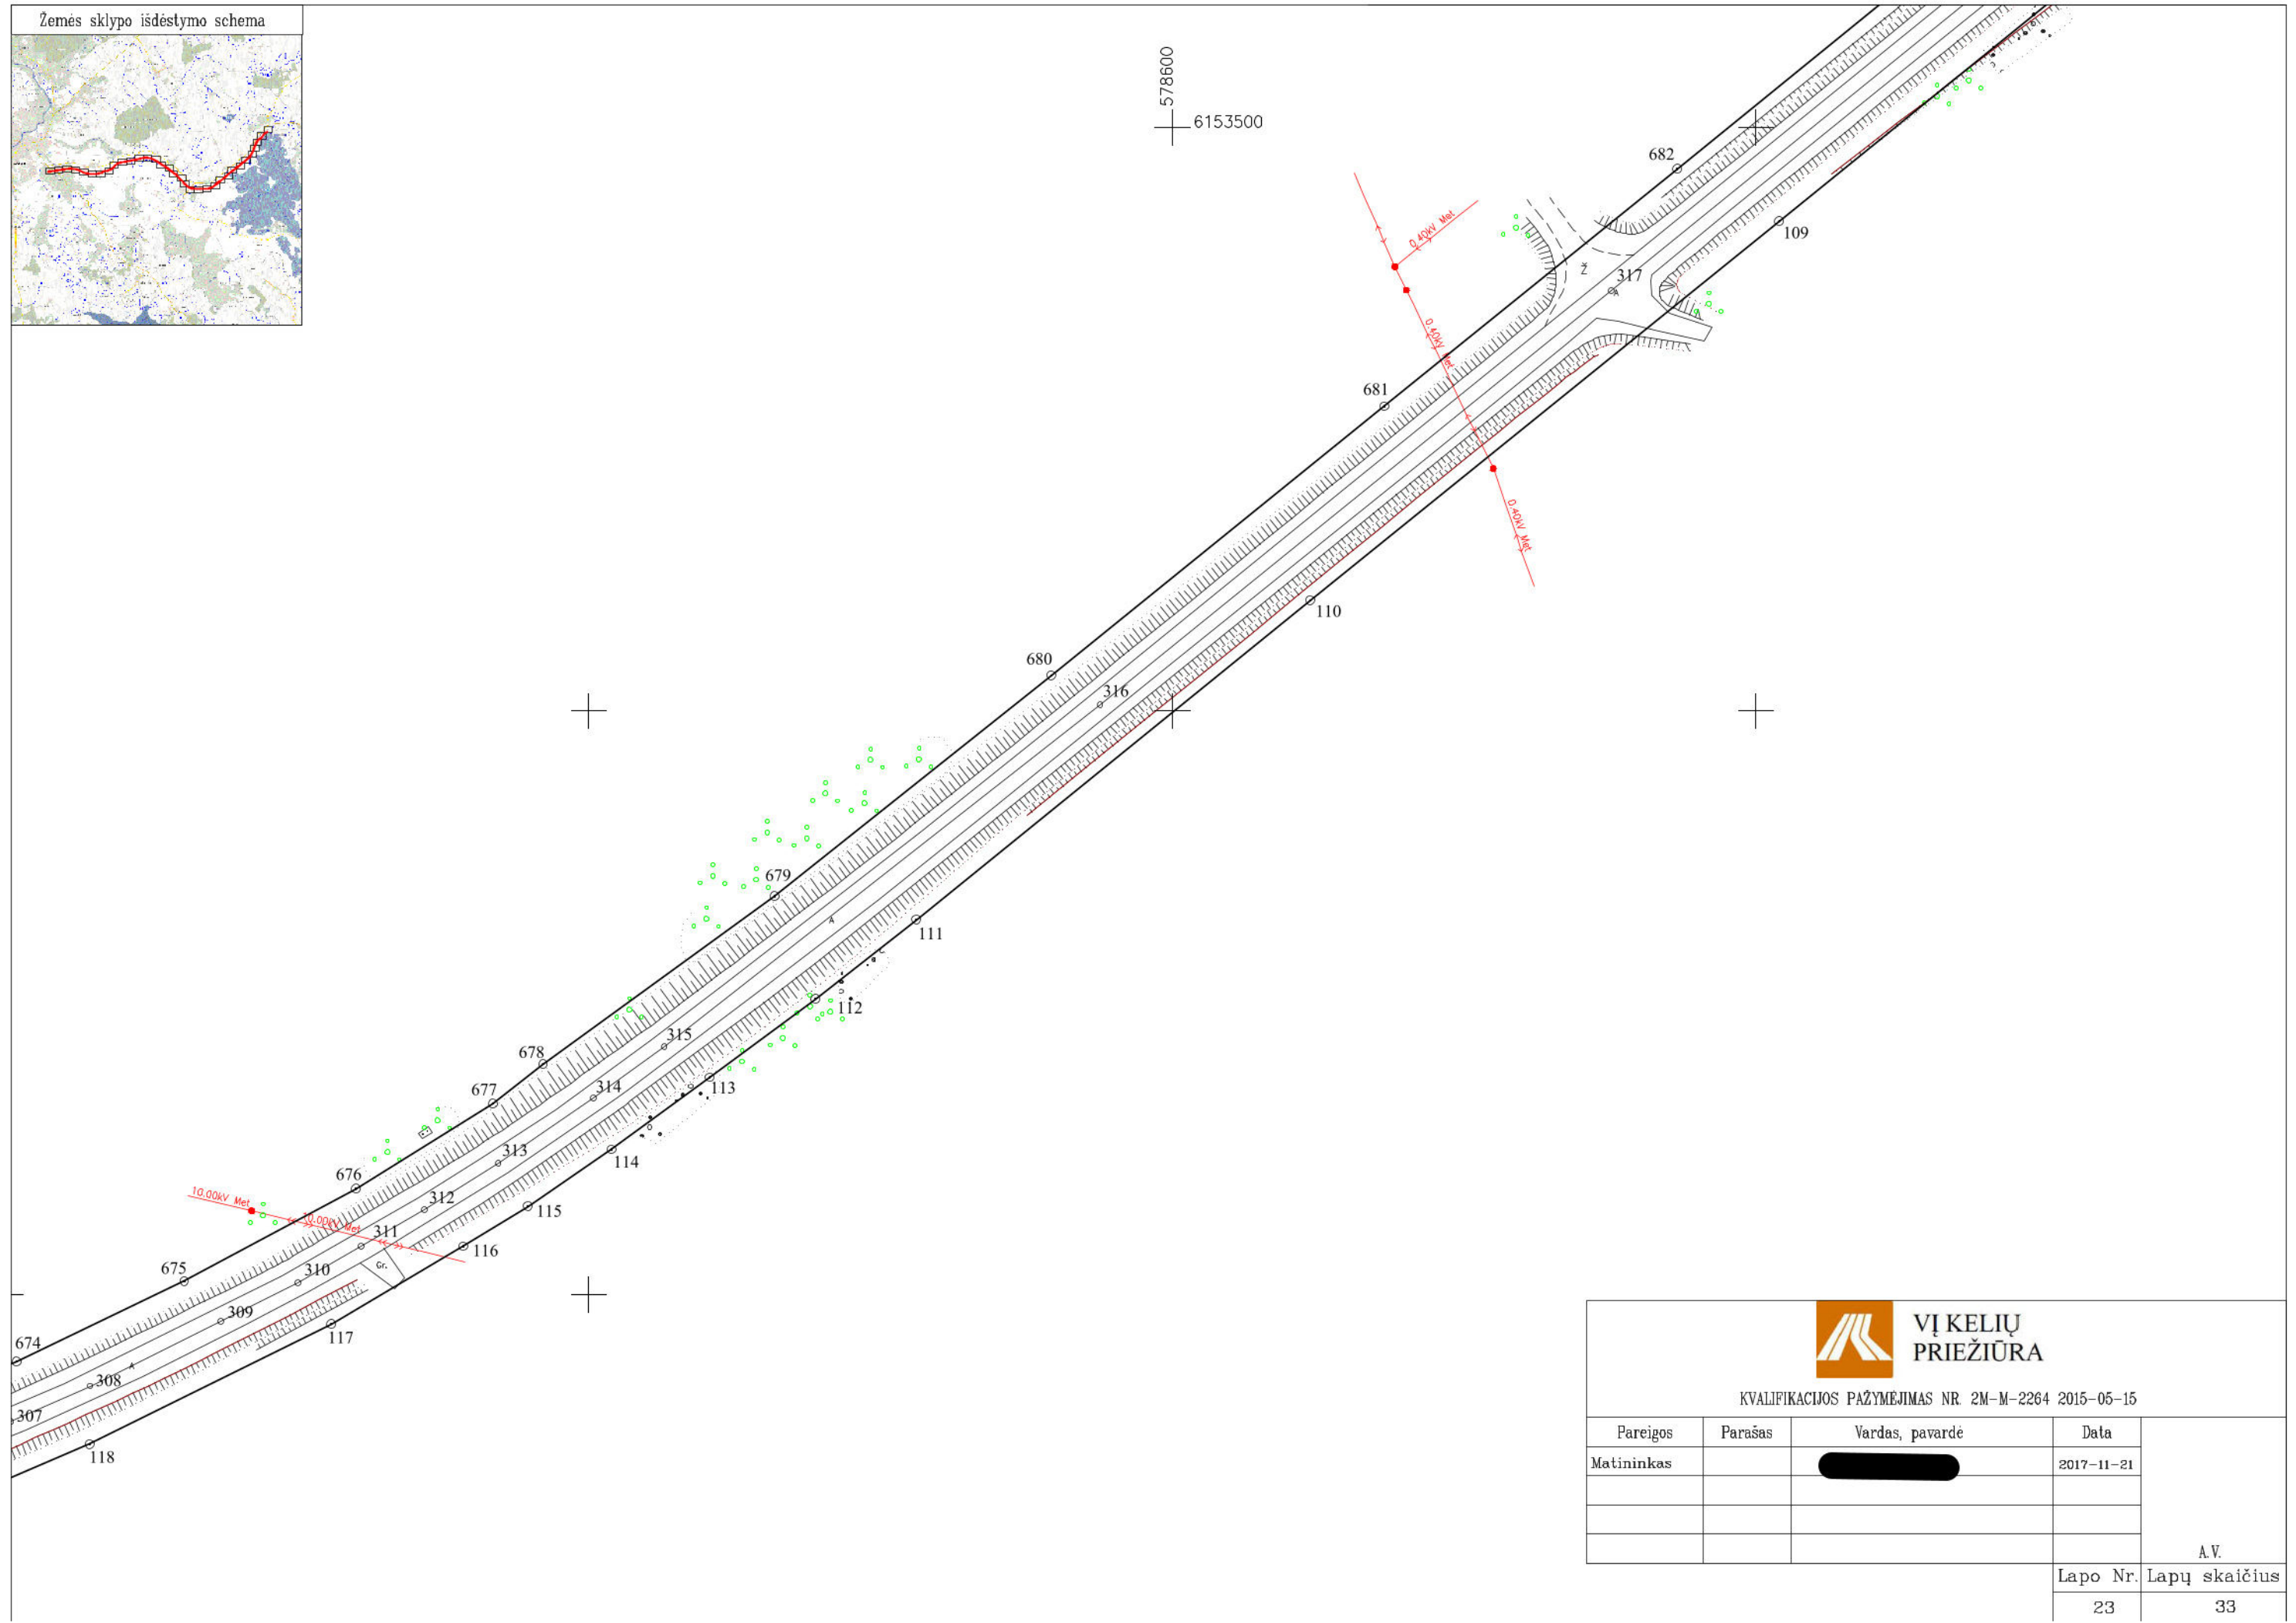 Žemės sklypo išdėstymo schema
578600
6153500
682
109
0.40kV Met
Ž
317
A
0.40kV Met
681
0.40kV Met
110
680
316
679
A
111
112
678
315
677
314
113
313
114
676
312
115
10.00kV Met
10.00kV Met
311
116
675
310
Gr.
309
117
674
A
308
307
118
VĮ KELIŲ
PRIEŽIŪRA
KVALIFIKACIJOS PAŽYMĖJIMAS NR. 2M-M-2264 2015-05-15
Pareigos Parašas Vardas, pavardė Data
Matininkas 2017-11-21
A.V.
Lapo Nr. Lapų skaičius
23 33